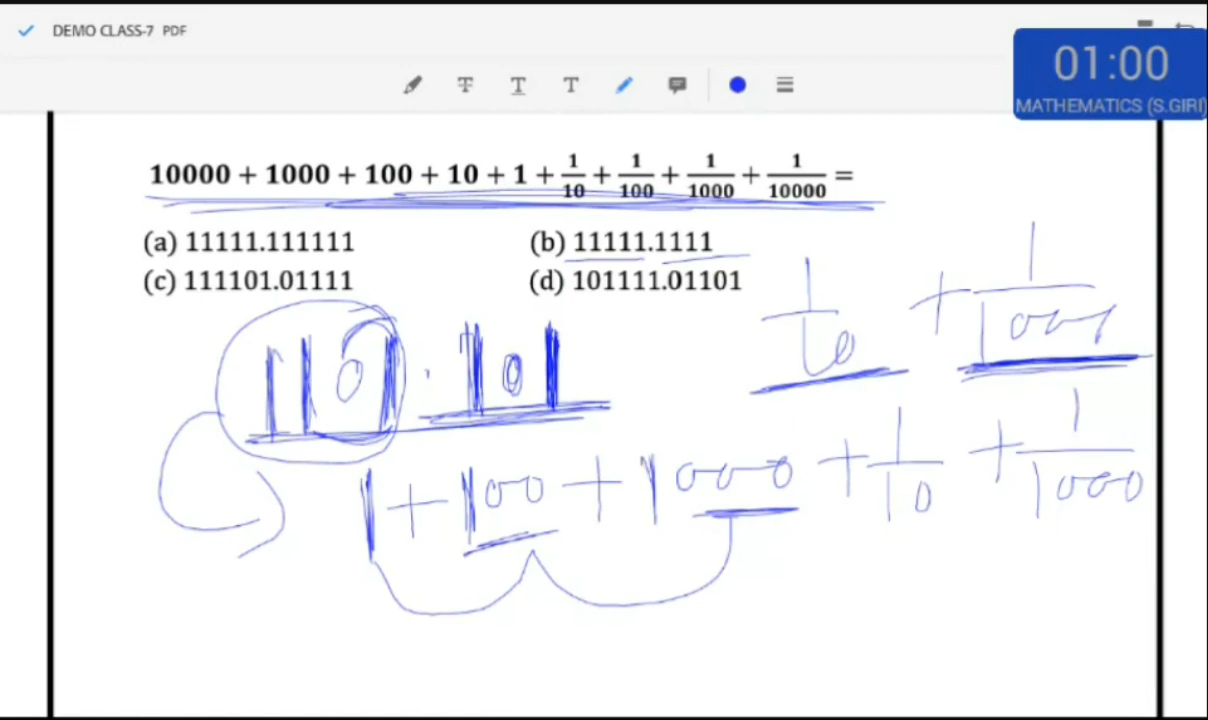 DEMO CLASS-7 PDF
01:00
MATHEMATICS (S.GIRI)
10000 + 1000 + 100 + 10 + 1 + 1/10 + 1/100 + 1/1000 + 1/10000 =
(a) 11111.111111 (b) 11111.1111
(c) 111101.01111 (d) 101111.01101
1/10 + 1/1000
1101.101
1 + 100 + 1000 + 1/10 + 1/1000